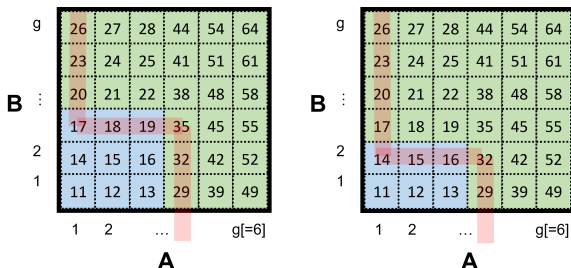 g 26 27 28 44 54 64
23 24 25 41 51 61
B ⋮ 20 21 22 38 48 58
17 18 19 35 45 55
2 14 15 16 32 42 52
1 11 12 13 29 39 49
1 2 ... g[=6]
A
g 26 27 28 44 54 64
23 24 25 41 51 61
B ⋮ 20 21 22 38 48 58
17 18 19 35 45 55
2 14 15 16 32 42 52
1 11 12 13 29 39 49
1 2 ... g[=6]
A